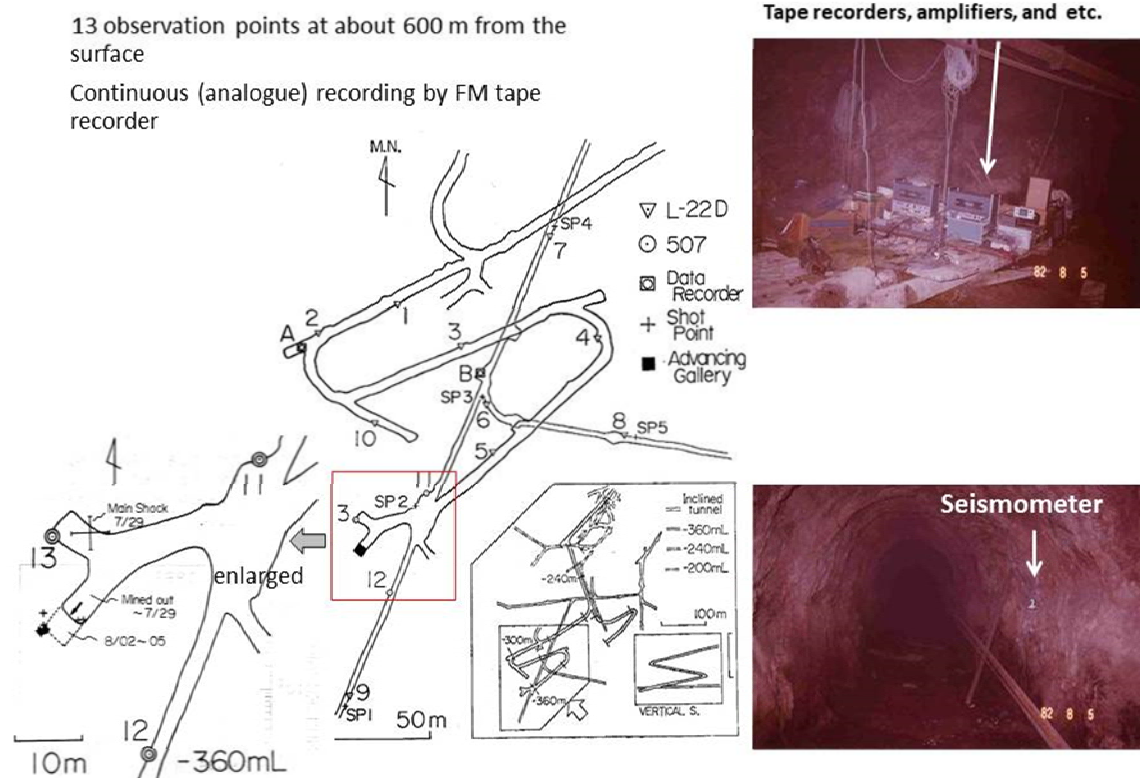 13 observation points at about 600 m from the
surface
Continuous (analogue) recording by FM tape
recorder
Tape recorders, amplifiers, and etc.
82 8 5
M.N.
L-22D
507
Data
Recorder
Shot
Point
Advancing
Gallery
SP4
7
A
2
1
3
4
B
SP3
6
10
8
SP5
5
11
SP2
3
12
9
SP1
50m
11
Main Shock
7/29
13
enlarged
Mined out
~7/29
8/02~05
12
10m
-360mL
Inclined
tunnel
-360mL
-240mL
-200mL
-240m
100m
-300m
-360m
VERTICAL S.
Seismometer
2
82 8 5